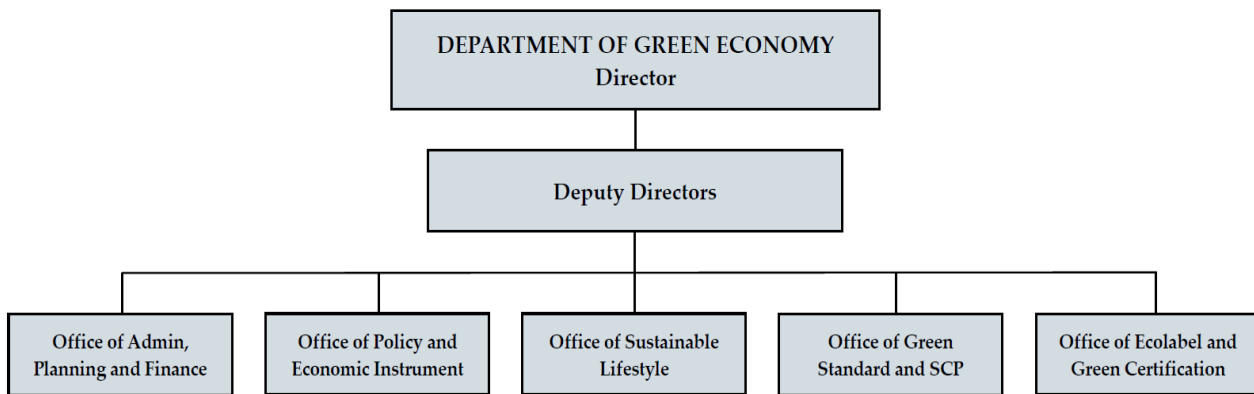 DEPARTMENT OF GREEN ECONOMY
Director
Deputy Directors
Office of Admin,
Planning and Finance
Office of Policy and
Economic Instrument
Office of Sustainable
Lifestyle
Office of Green
Standard and SCP
Office of Ecolabel and
Green Certification